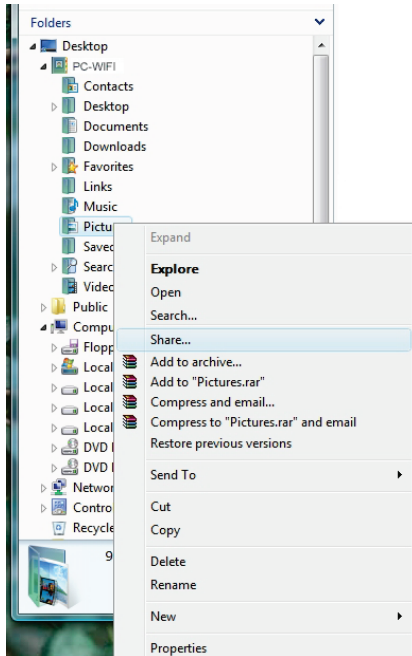 Folders
Desktop
PC-WIFI
Contacts
Desktop
Documents
Downloads
Favorites
Links
Music
Pictu
Saved
Searc
Video
Public
Compu
Flopp
Local
Local
Local
Local
DVD
DVD
Networ
Contro
Recycle
9
Expand
Explore
Open
Search...
Share...
Add to archive...
Add to "Pictures.rar"
Compress and email...
Compress to "Pictures.rar" and email
Restore previous versions
Send To
Cut
Copy
Delete
Rename
New
Properties